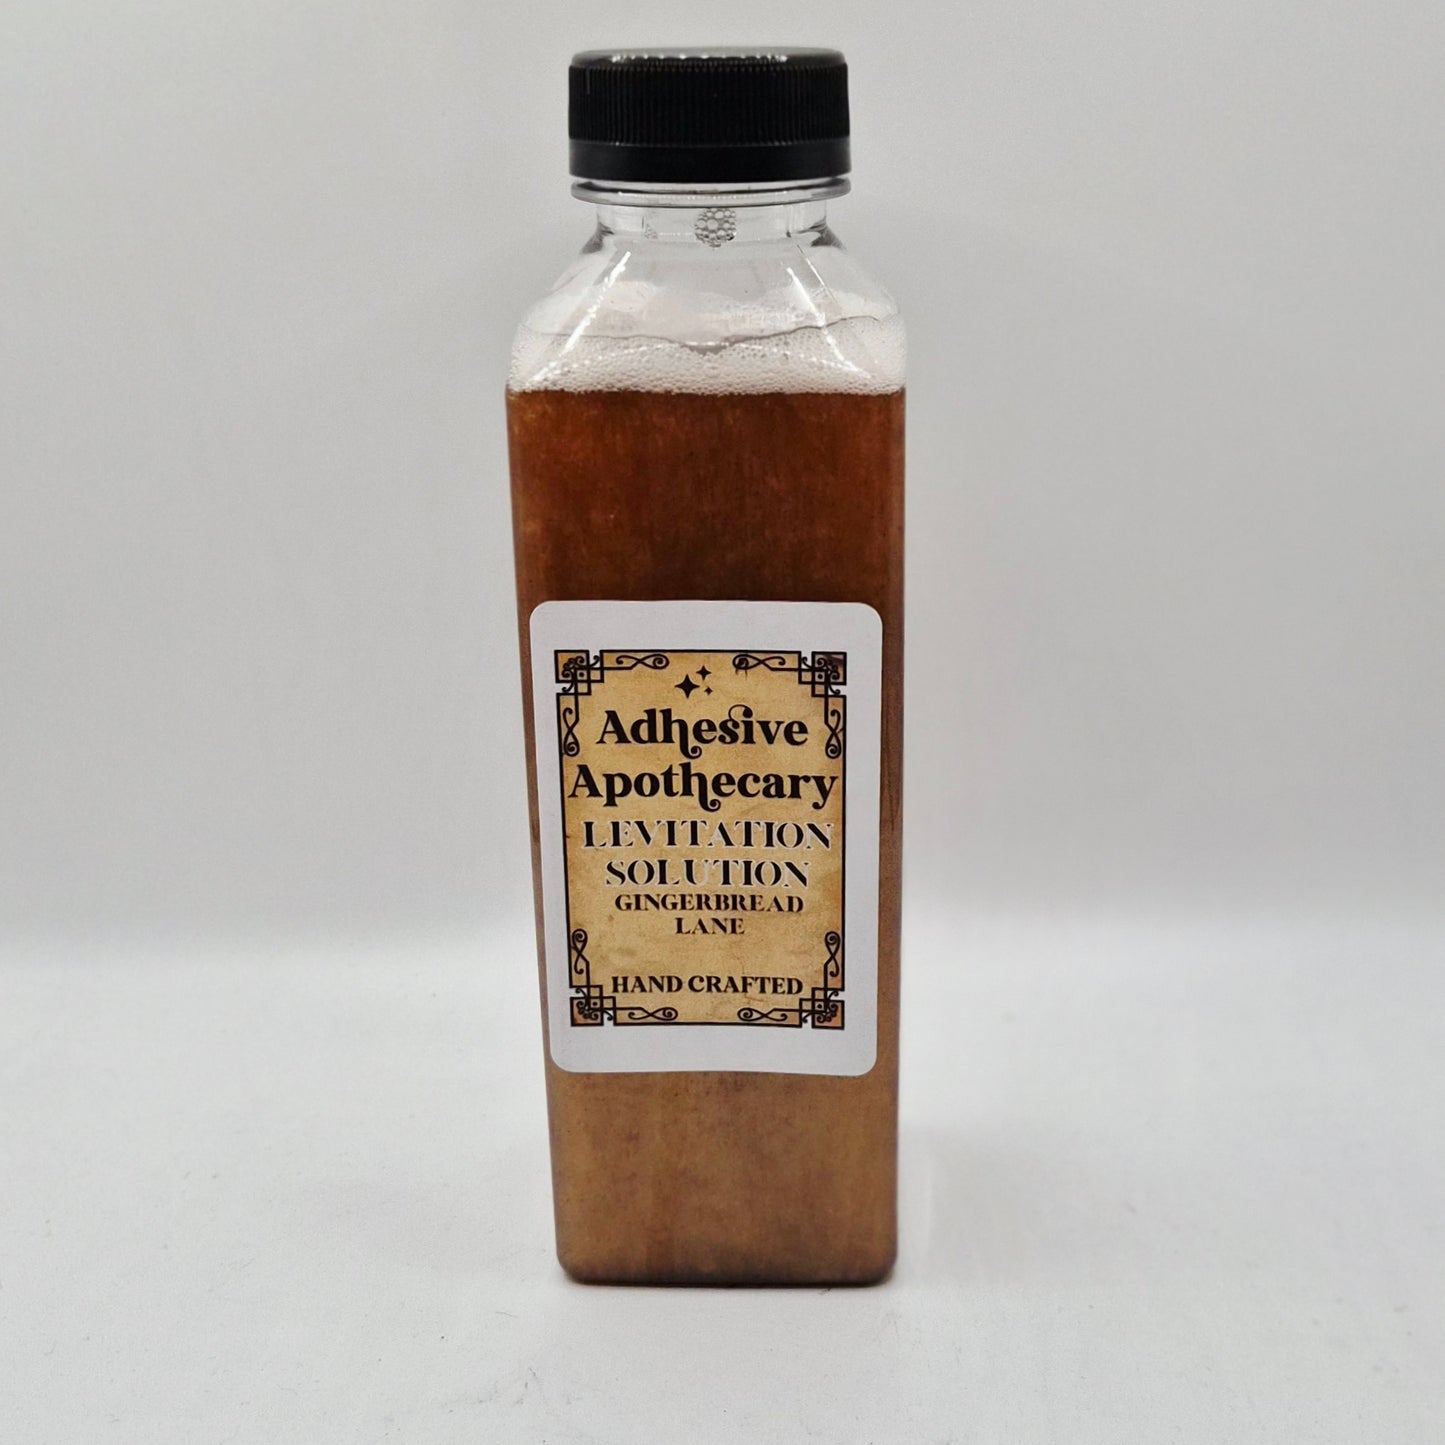 Adhesive
Apothecary
LEVITATION
SOLUTION
GINGERBREAD
LANE
HAND CRAFTED